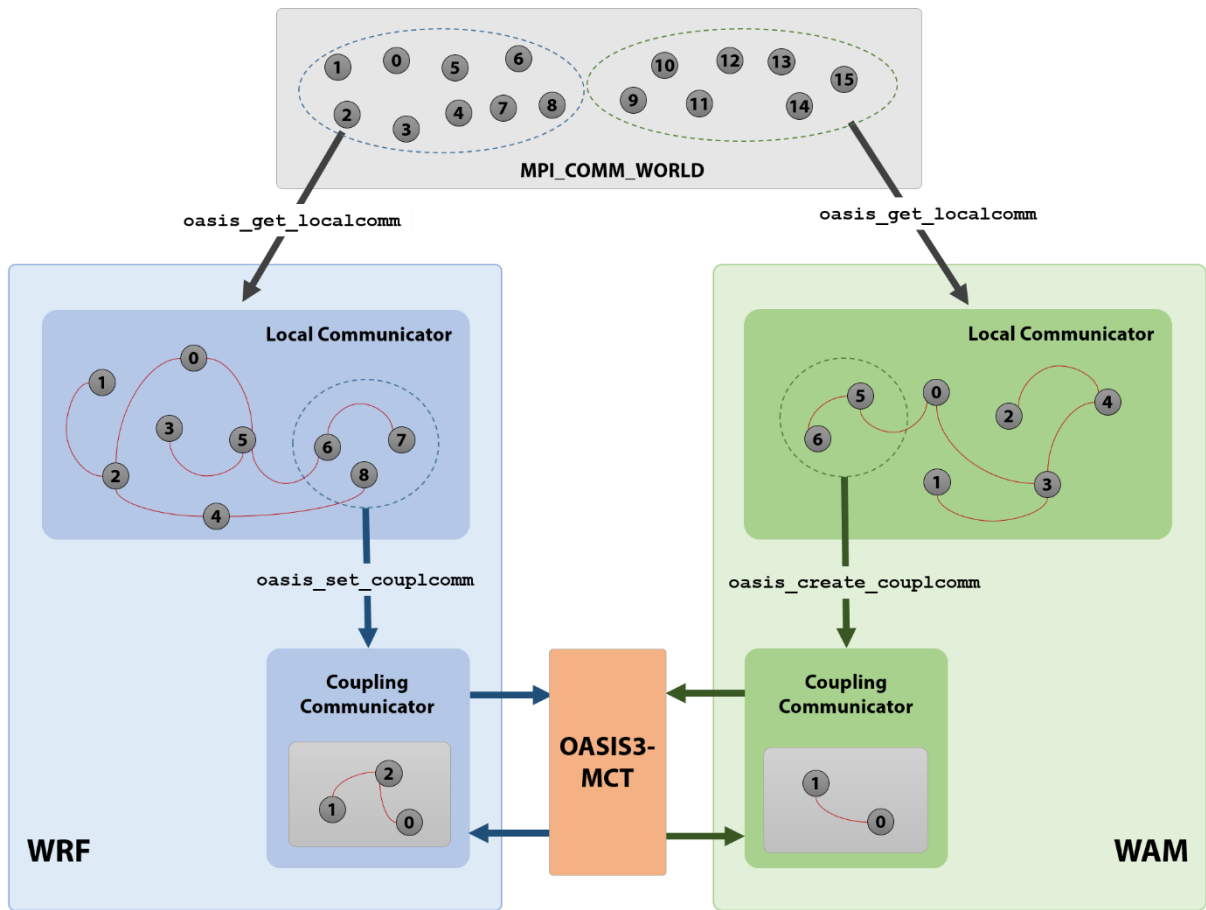 1 0 5 6
2 3 4 7 8
10 12 13 15
9 11 14
MPI_COMM_WORLD
oasis_get_localcomm
oasis_get_localcomm
Local Communicator
0
1
3 5 6 7
2 8
4
oasis_set_couplcomm
Coupling
Communicator
2
1
0
WRF
OASIS3-
MCT
Local Communicator
5 0 2 4
6
1 3
oasis_create_couplcomm
Coupling
Communicator
1
0
WAM